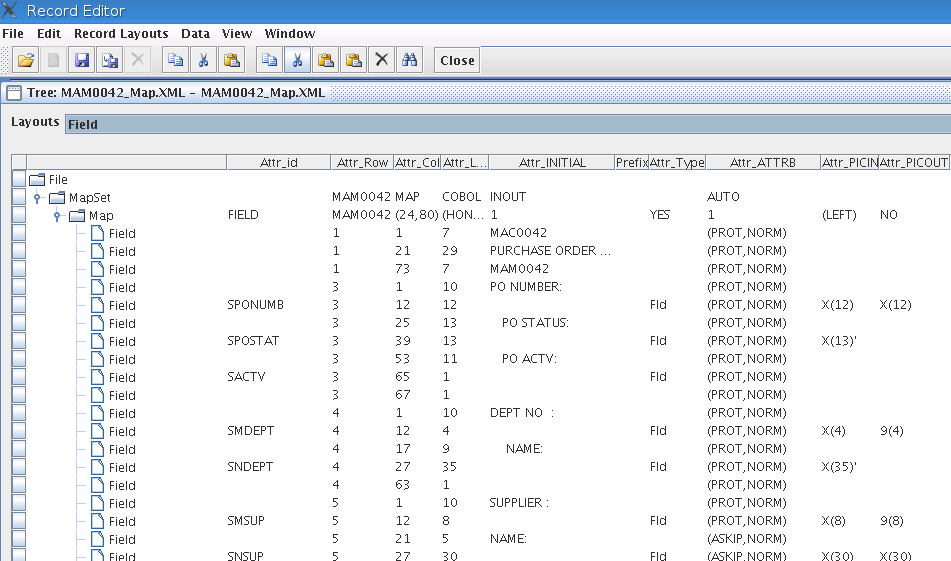 Record Editor
File Edit Record Layouts Data View Window
Close
Tree: MAM0042_Map.XML - MAM0042_Map.XML
Layouts Field
Attr_id Attr_Row Attr_Col Attr_L... Attr_INITIAL Prefix Attr_Type Attr_ATTRB Attr_PICIN Attr_PICOUT
File
MapSet MAM0042 MAP COBOL INOUT AUTO
Map FIELD MAM0042 (24,80) (HON... 1 YES 1 (LEFT) NO
Field 1 1 7 MAC0042 (PROT,NORM)
Field 1 21 29 PURCHASE ORDER ... (PROT,NORM)
Field 1 73 7 MAM0042 (PROT,NORM)
Field 3 1 10 PO NUMBER: (PROT,NORM)
Field SPONUMB 3 12 12 Fld (PROT,NORM) X(12) X(12)
Field 3 25 13 PO STATUS: (PROT,NORM)
Field SPOSTAT 3 39 13 Fld (PROT,NORM) X(13)'
Field 3 53 11 PO ACTV: (PROT,NORM)
Field SACTV 3 65 1 Fld (PROT,NORM)
Field 3 67 1 (PROT,NORM)
Field 4 1 10 DEPT NO : (PROT,NORM)
Field SMDEPT 4 12 4 Fld (PROT,NORM) X(4) 9(4)
Field 4 17 9 NAME: (PROT,NORM)
Field SNDEPT 4 27 35 Fld (PROT,NORM) X(35)'
Field 4 63 1 (PROT,NORM)
Field 5 1 10 SUPPLIER : (PROT,NORM)
Field SMSUP 5 12 8 Fld (PROT,NORM) X(8) 9(8)
Field 5 21 5 NAME: (ASKIP,NORM)
Field SNSUP 5 27 30 Fld (ASKIP,NORM) X(30) X(30)